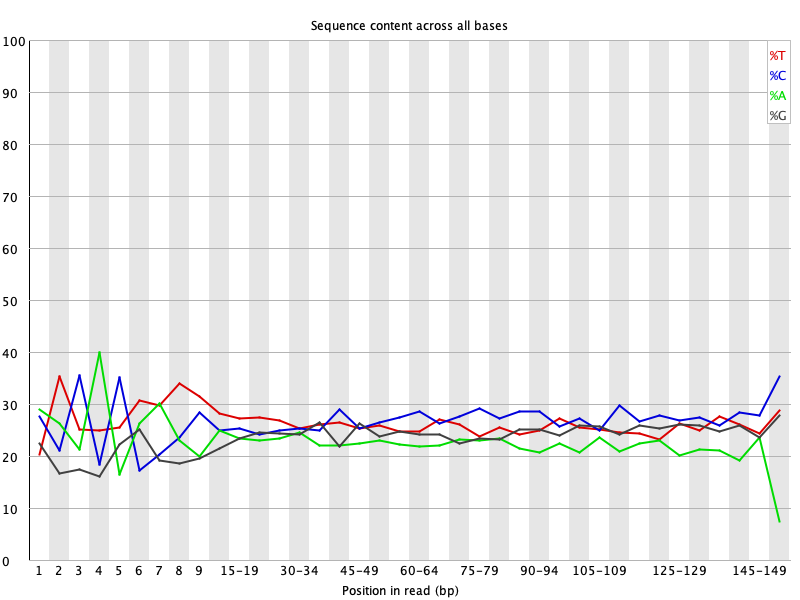 Sequence content across all bases
100
90
80
70
60
50
40
30
20
10
0
%T
%C
%A
%G
1 2 3 4 5 6 7 8 9 15-19 30-34 45-49 60-64 75-79 90-94 105-109 125-129 145-149
Position in read (bp)